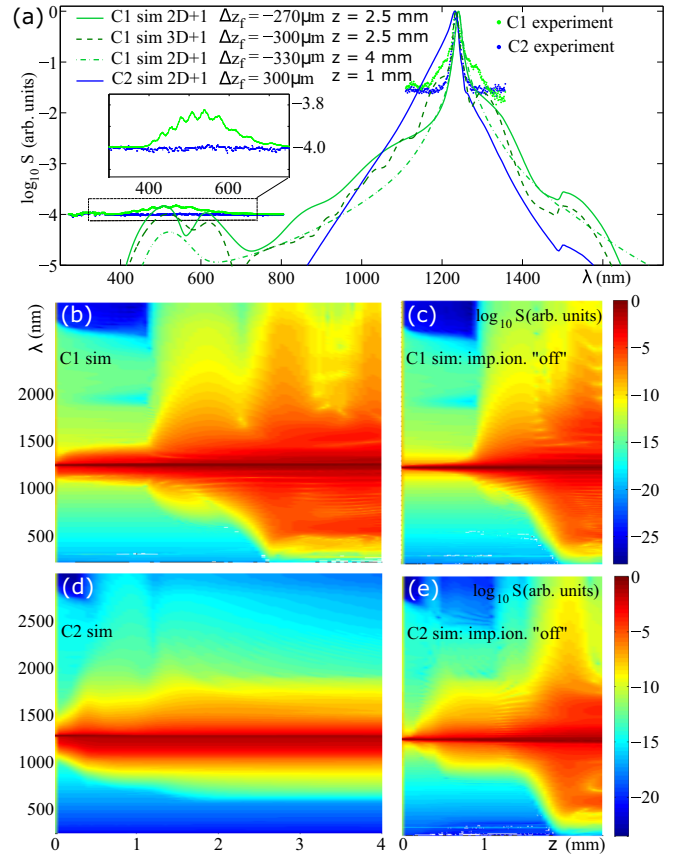 (a)
C1 sim 2D+1 Δz_f = −270μm z = 2.5 mm
C1 sim 3D+1 Δz_f = −300μm z = 2.5 mm
C1 sim 2D+1 Δz_f = −330μm z = 4 mm
C2 sim 2D+1 Δz_f = 300μm z = 1 mm
C1 experiment
C2 experiment
log₁₀ S (arb. units)
0
−1
−2
−3
−4
−5
−3.8
−4.0
400 600
400 600 800 1000 1200 1400 λ (nm)
(b)
C1 sim
λ (nm)
2000
1500
1000
500
(c)
log₁₀ S(arb. units)
C1 sim: imp.ion. "off"
0
−5
−10
−15
−20
−25
(d)
C2 sim
λ (nm)
2500
2000
1500
1000
500
0 1 2 3 4
(e)
log₁₀ S(arb. units)
C2 sim: imp.ion. "off"
0 1 z (mm)
0
−5
−10
−15
−20